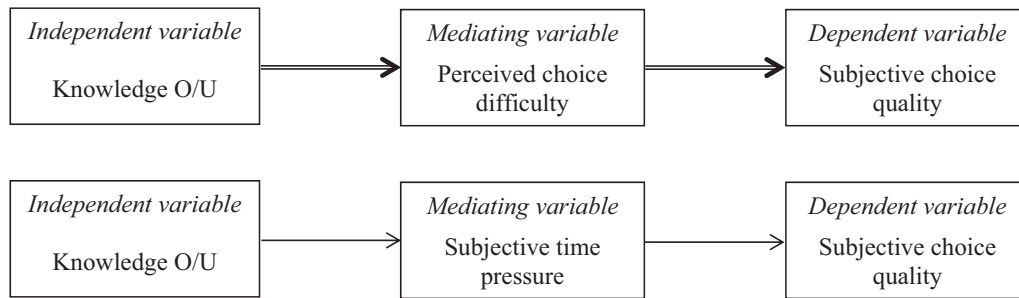 Independent variable
Knowledge O/U
Mediating variable
Perceived choice
difficulty
Dependent variable
Subjective choice
quality
Independent variable
Knowledge O/U
Mediating variable
Subjective time
pressure
Dependent variable
Subjective choice
quality